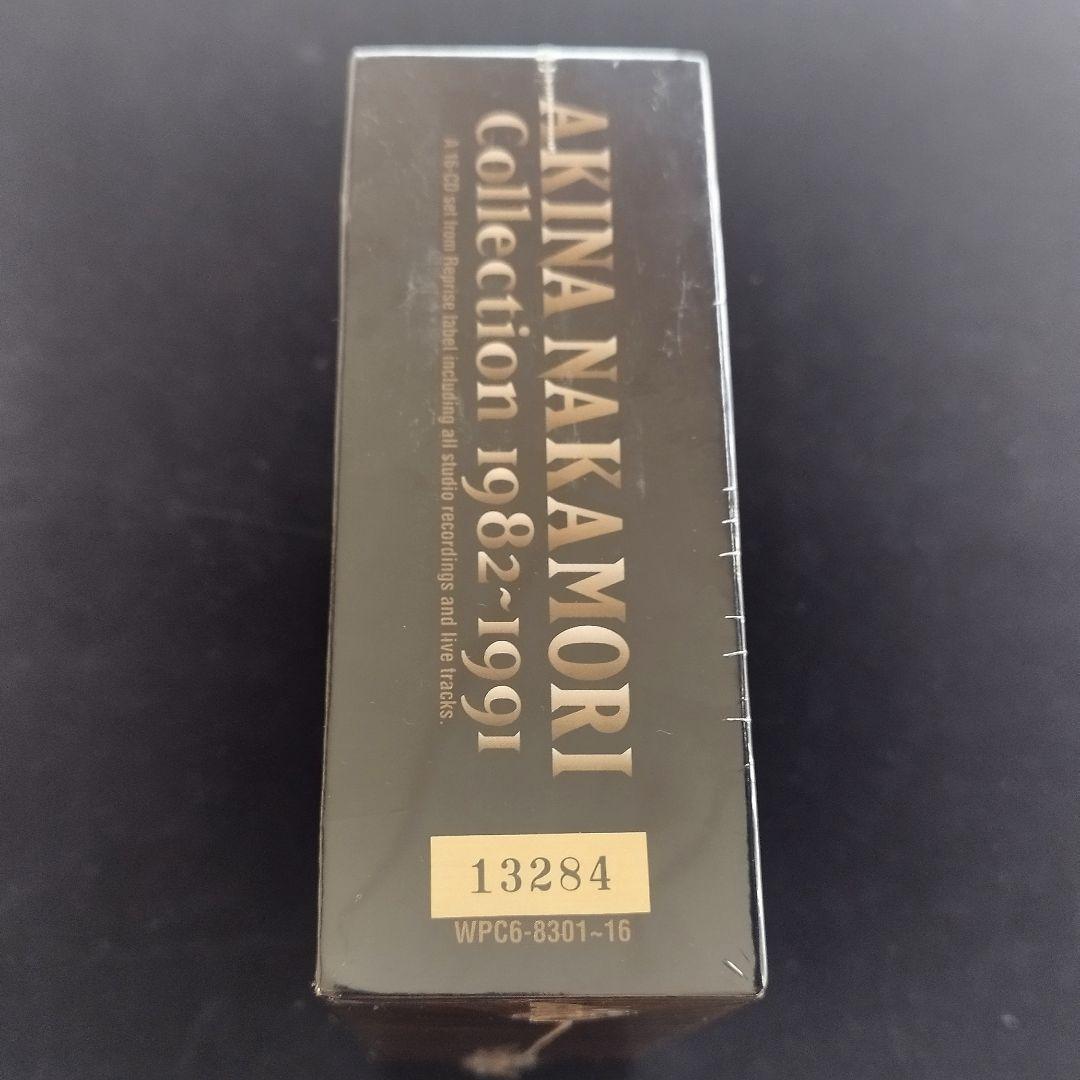 AKINA NAKAMORI
Collection 1982~1991
A 16-CD set from Reprise label including all studio recordings and live tracks.
13284
WPC6-8301~16